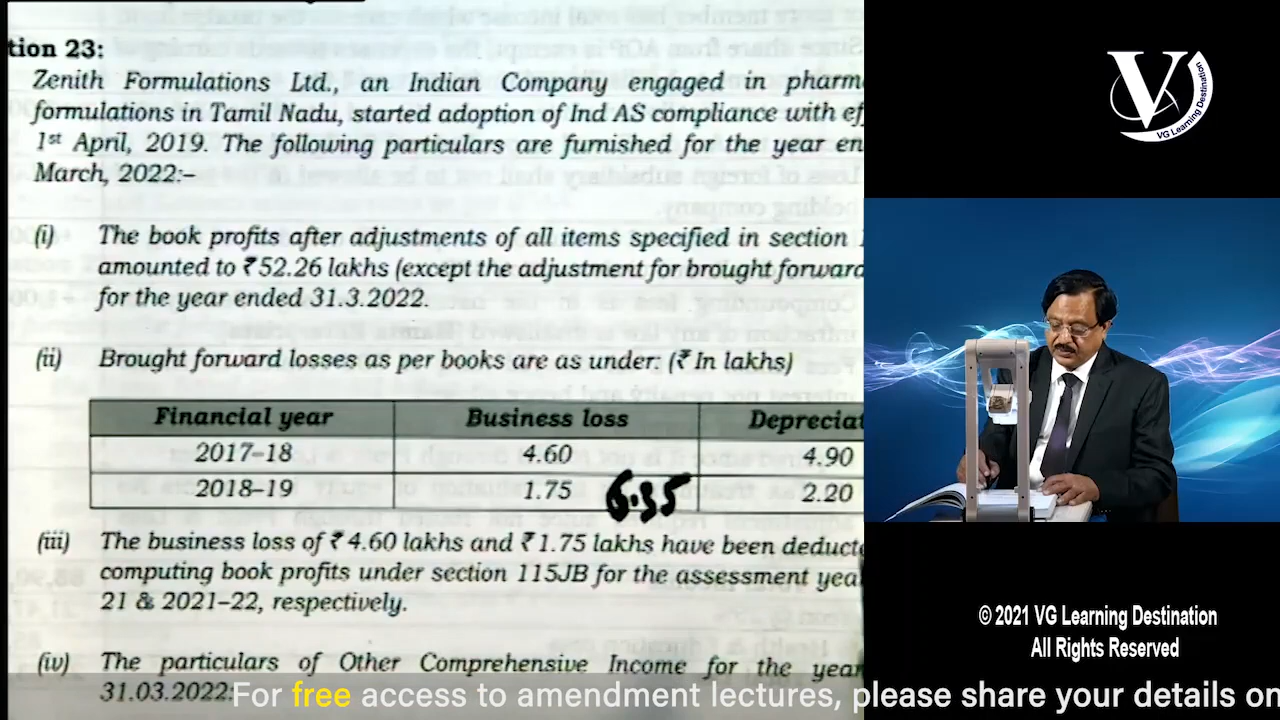 tion 23:
Zenith Formulations Ltd., an Indian Company engaged in pharm
formulations in Tamil Nadu, started adoption of Ind AS compliance with ef
1st April, 2019. The following particulars are furnished for the year en
March, 2022:-
(i) The book profits after adjustments of all items specified in section
amounted to ₹ 52.26 lakhs (except the adjustment for brought forward
for the year ended 31.3.2022.
(ii) Brought forward losses as per books are as under: (₹ In lakhs)
Financial year Business loss Depreciat
2017-18 4.60 4.90
2018-19 1.75 6.35 2.20
(iii) The business loss of ₹ 4.60 lakhs and ₹ 1.75 lakhs have been deduct
computing book profits under section 115JB for the assessment yea
21 & 2021-22, respectively.
(iv) The particulars of Other Comprehensive Income for the year
31.03.2022:
V
VG Learning Destination
© 2021 VG Learning Destination
All Rights Reserved
For free access to amendment lectures, please share your details on